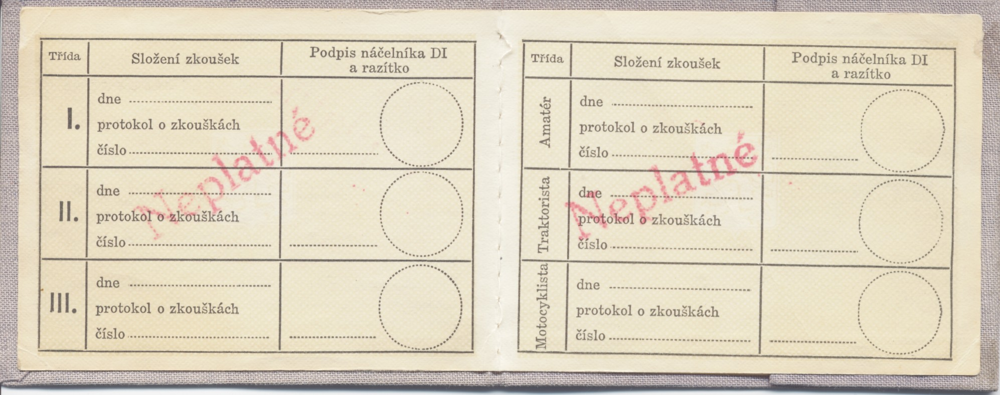 Třída Složení zkoušek Podpis náčelníka DI
a razítko
I.
dne
protokol o zkouškách
číslo
II.
dne
protokol o zkouškách
číslo
III.
dne
protokol o zkouškách
číslo
Neplatné
Třída Složení zkoušek Podpis náčelníka DI
a razítko
Amatér
dne
protokol o zkouškách
číslo
Traktorista
dne
protokol o zkouškách
číslo
Motocyklista
dne
protokol o zkouškách
číslo
Neplatné